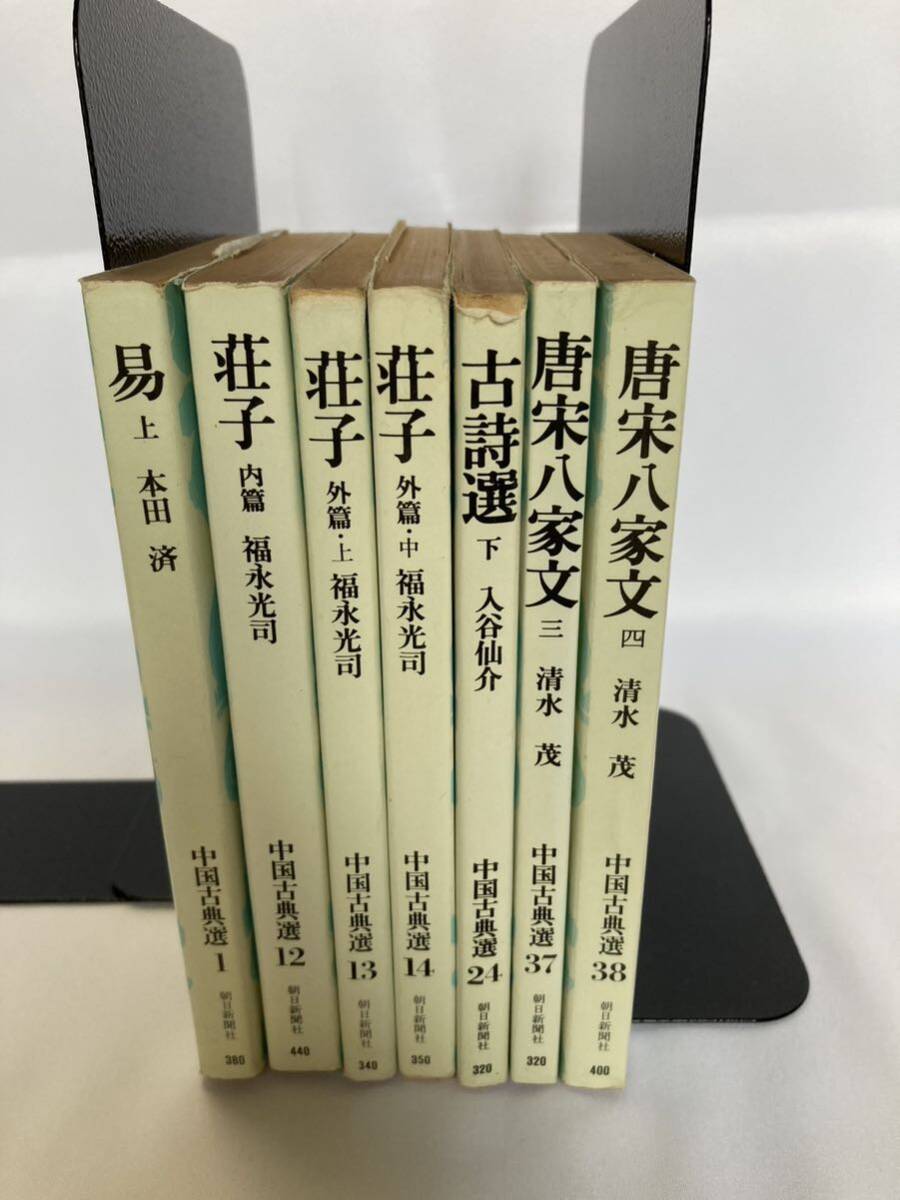 易 上 本田 済
中国古典選 1
朝日新聞社
380
荘子 内篇 福永光司
中国古典選 12
朝日新聞社
440
荘子 外篇・上 福永光司
中国古典選 13
朝日新聞社
340
荘子 外篇・中 福永光司
中国古典選 14
朝日新聞社
350
古詩選 下 入谷仙介
中国古典選 24
朝日新聞社
320
唐宋八家文 三 清水 茂
中国古典選 37
朝日新聞社
320
唐宋八家文 四 清水 茂
中国古典選 38
朝日新聞社
400